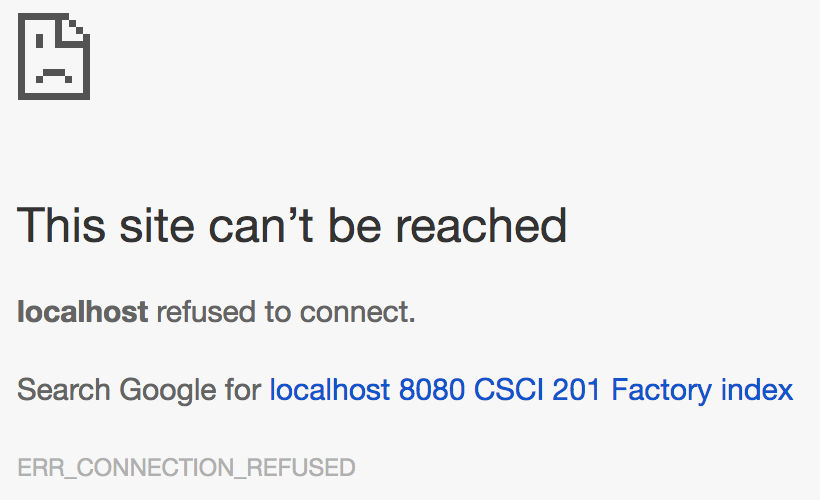 This site can’t be reached
localhost refused to connect.
Search Google for localhost 8080 CSCI 201 Factory index
ERR_CONNECTION_REFUSED